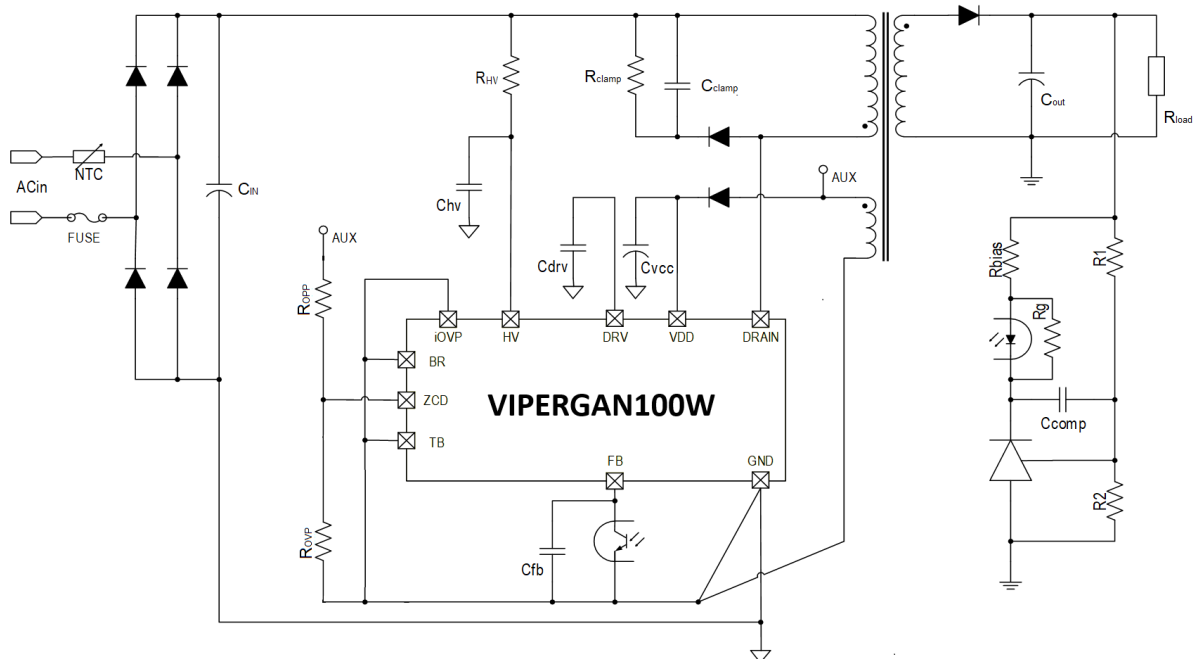 RHV
Rclamp
Cclamp
Cout
Rload
NTC
ACin
FUSE
CIN
Chv
AUX
AUX
Cdrv
Cvcc
ROPP
Rbias
R1
Rg
iOVP
HV
DRV
VDD
DRAIN
BR
ZCD
TB
VIPERGAN100W
FB
GND
Ccomp
R2
ROVP
Cfb